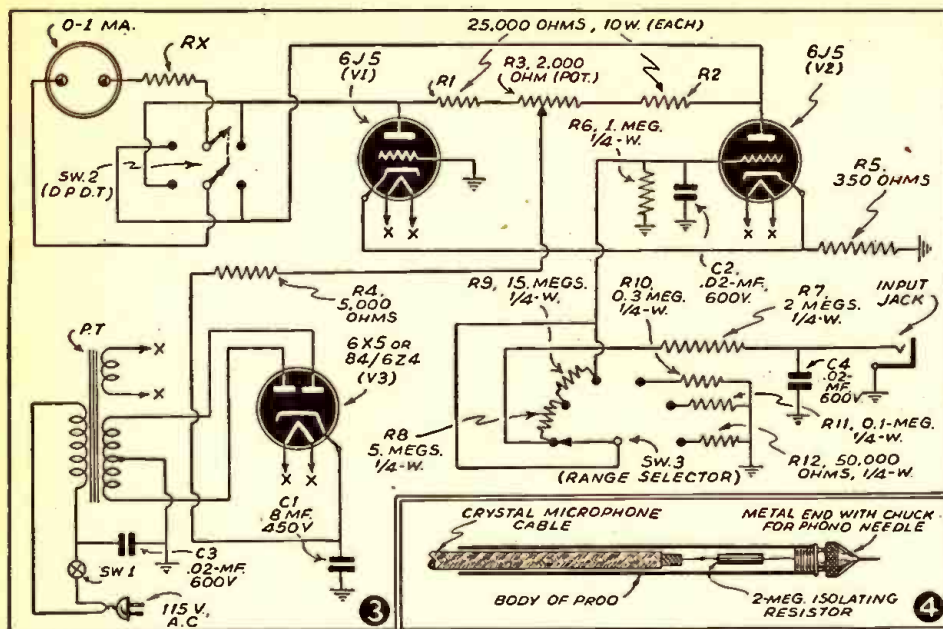 0-1 MA.
RX
6J5
(V1)
25,000 OHMS, 10 W. (EACH)
R1
R3, 2,000
OHM (POT.)
R2
6J5
(V2)
SW.2
(D P D T)
R6, 1. MEG.
1/4-W.
R5,
350 OHMS
X X
X X
R4,
5,000
OHMS
R9, 15. MEGS.
1/4-W.
C2,
.02-MF.
600V.
R10,
0.3 MEG.
1/4-W.
R7,
2 MEGS.
1/4-W.
INPUT
JACK
P.T
X
X
6X5 OR
84/6Z4
(V3)
C4
.02-
MF.
600V.
R8
5. MEGS.
1/4-W.
R11, 0.1-MEG.
1/4-W.
SW.3
(RANGE SELECTOR)
R12, 50,000
OHMS, 1/4-W.
X X
C1
8 MF.
450V
C3
.02-MF.
600V
SW1
115 V.,
A.C
3
CRYSTAL MICROPHONE
CABLE
METAL END WITH CHUCK
FOR PHONO NEEDLE
BODY OF PROD
2-MEG. ISOLATING
RESISTOR
4